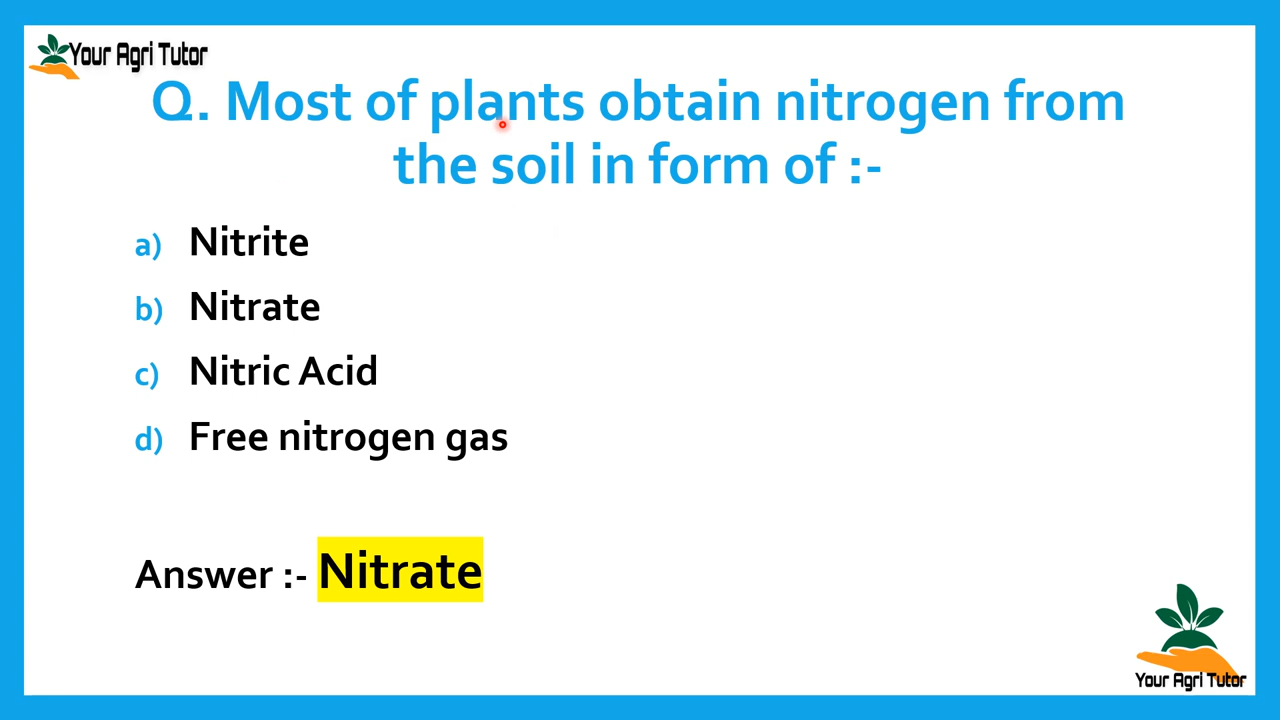 Your Agri Tutor
Q. Most of plants obtain nitrogen from
the soil in form of :-
a) Nitrite
b) Nitrate
c) Nitric Acid
d) Free nitrogen gas
Answer :- Nitrate
Your Agri Tutor